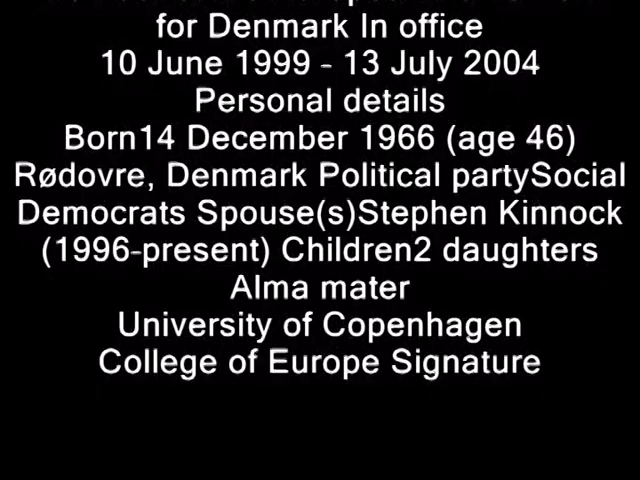 for Denmark In office
10 June 1999 - 13 July 2004
Personal details
Born14 December 1966 (age 46)
Rødovre, Denmark Political partySocial
Democrats Spouse(s)Stephen Kinnock
(1996-present) Children2 daughters
Alma mater
University of Copenhagen
College of Europe Signature